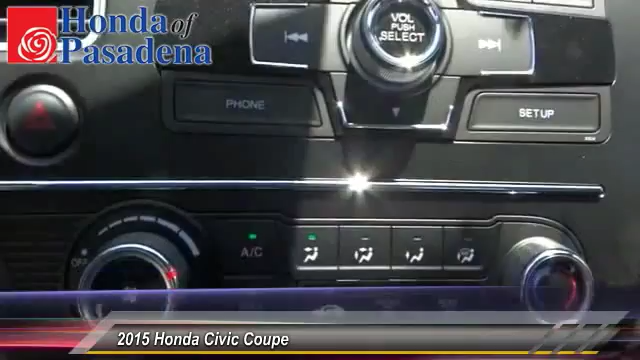 Honda of
Pasadena
VOL
PUSH
SELECT
PHONE
SETUP
OFF
A/C
2015 Honda Civic Coupe